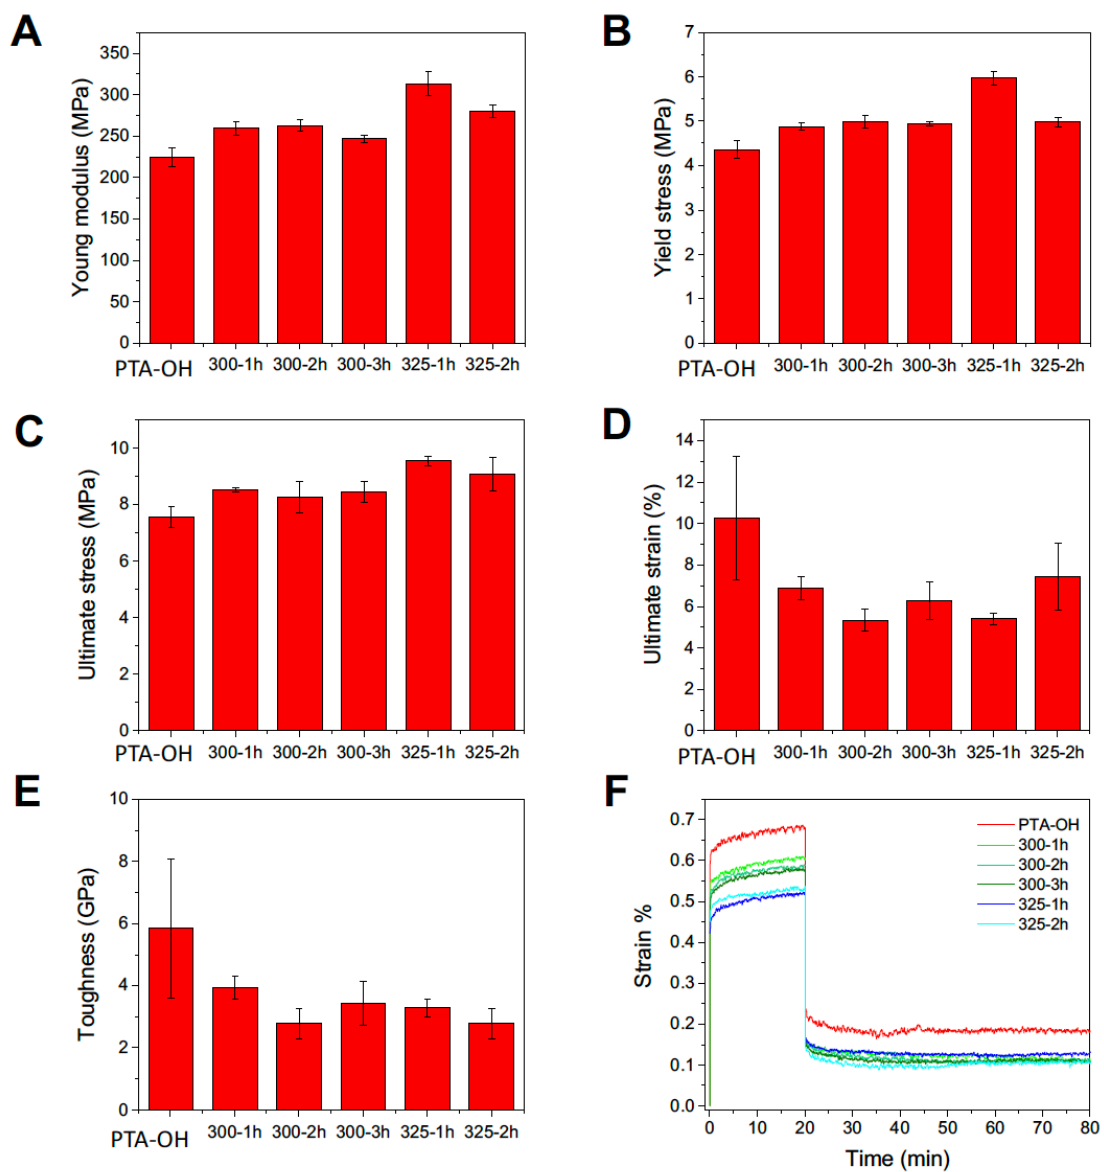 A
Young modulus (MPa)
350
300
250
200
150
100
50
0
PTA-OH 300-1h 300-2h 300-3h 325-1h 325-2h
B
Yield stress (MPa)
7
6
5
4
3
2
1
0
PTA-OH 300-1h 300-2h 300-3h 325-1h 325-2h
C
Ultimate stress (MPa)
10
8
6
4
2
0
PTA-OH 300-1h 300-2h 300-3h 325-1h 325-2h
D
Ultimate strain (%)
14
12
10
8
6
4
2
0
PTA-OH 300-1h 300-2h 300-3h 325-1h 325-2h
E
Toughness (GPa)
10
8
6
4
2
0
PTA-OH 300-1h 300-2h 300-3h 325-1h 325-2h
F
Strain %
0.7
0.6
0.5
0.4
0.3
0.2
0.1
0.0
PTA-OH
300-1h
300-2h
300-3h
325-1h
325-2h
0 10 20 30 40 50 60 70 80
Time (min)